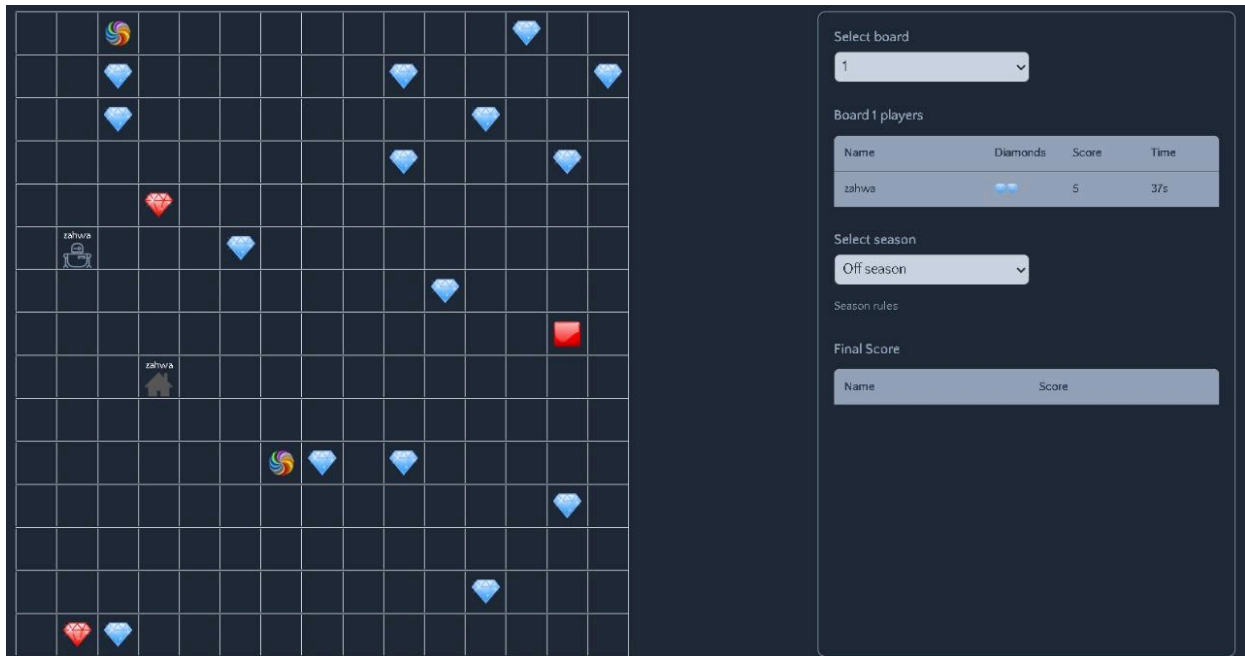 zahwa
zahwa
Select board
1
Board 1 players
Name Diamonds Score Time
zahwa 5 37s
Select season
Off season
Season rules
Final Score
Name Score